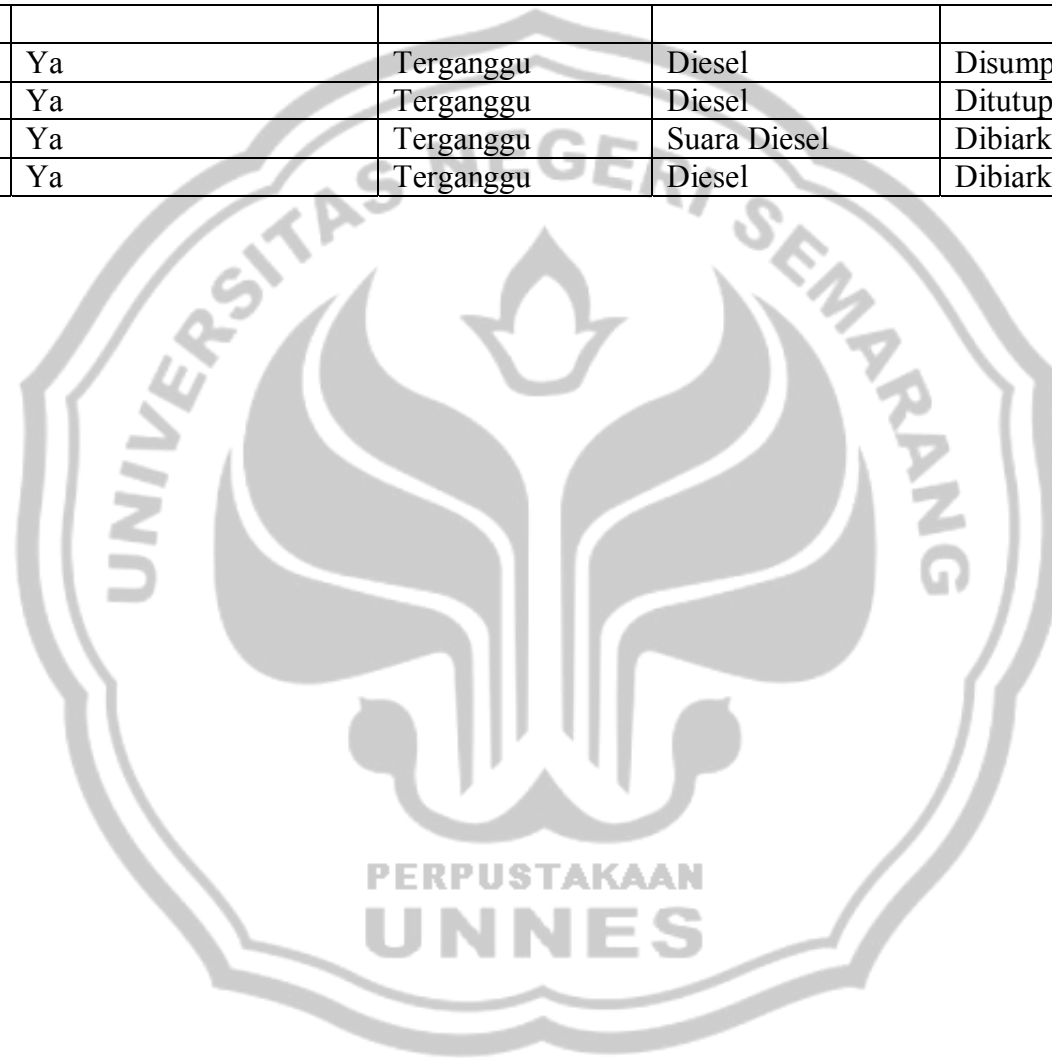 Ya Terganggu Diesel Disump
Ya Terganggu Diesel Ditutup
Ya Terganggu Suara Diesel Dibiark
Ya Terganggu Diesel Dibiark
UNIVERSITAS NEGERI SEMARANG
PERPUSTAKAAN
UNNES